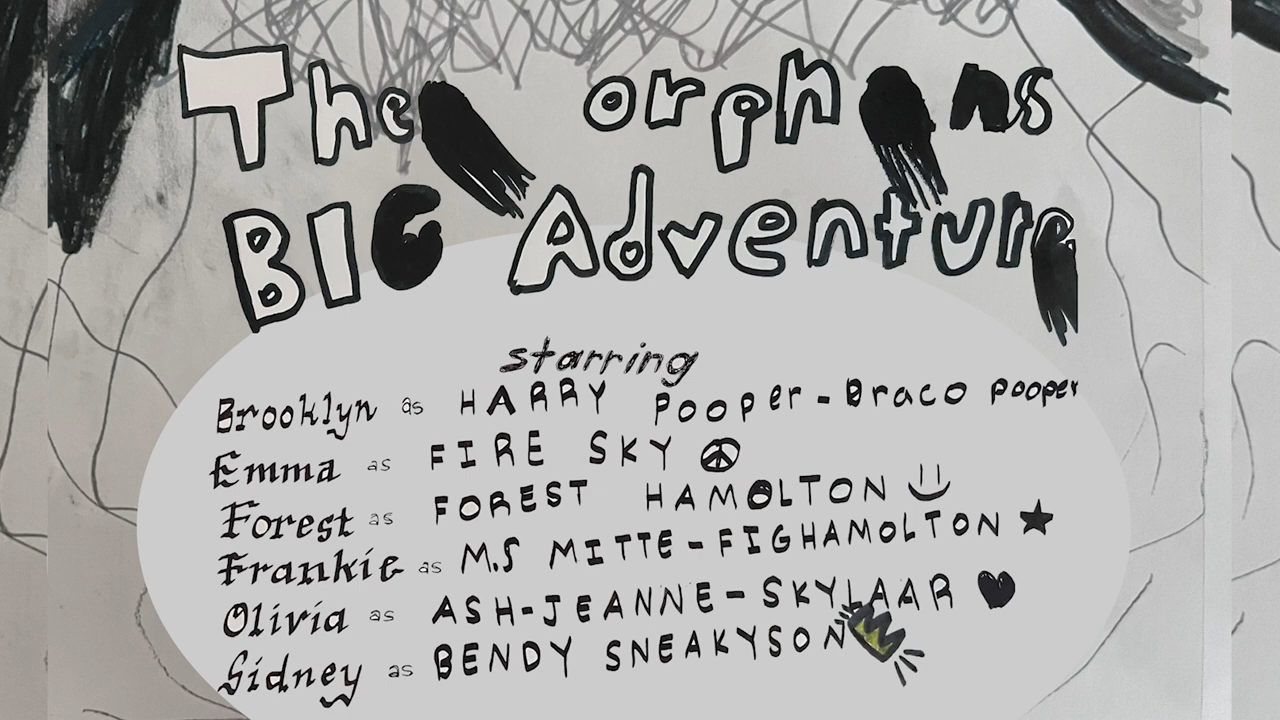 The orphans
BIG Adventure
starring
Brooklyn as HARRY Pooper-Braco pooper
Emma as FIRE SKY
Forest as FOREST HAMOLTON
Frankie as M.S MITTE-FIGHAMOLTON
Olivia as ASH-JEANNE-SKYLAAR
Sidney as BENDY SNEAKYSON